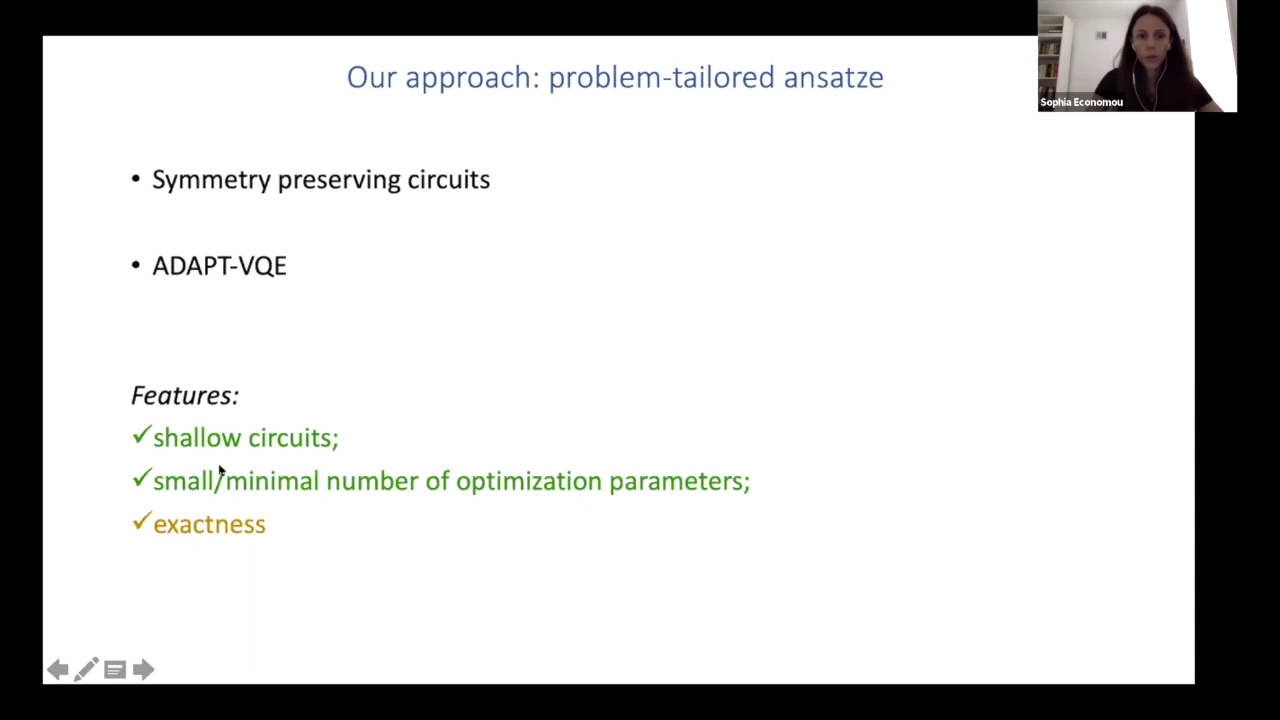 Our approach: problem-tailored ansatze
Sophia Economou
• Symmetry preserving circuits
• ADAPT-VQE
Features:
✓shallow circuits;
✓small/minimal number of optimization parameters;
✓exactness